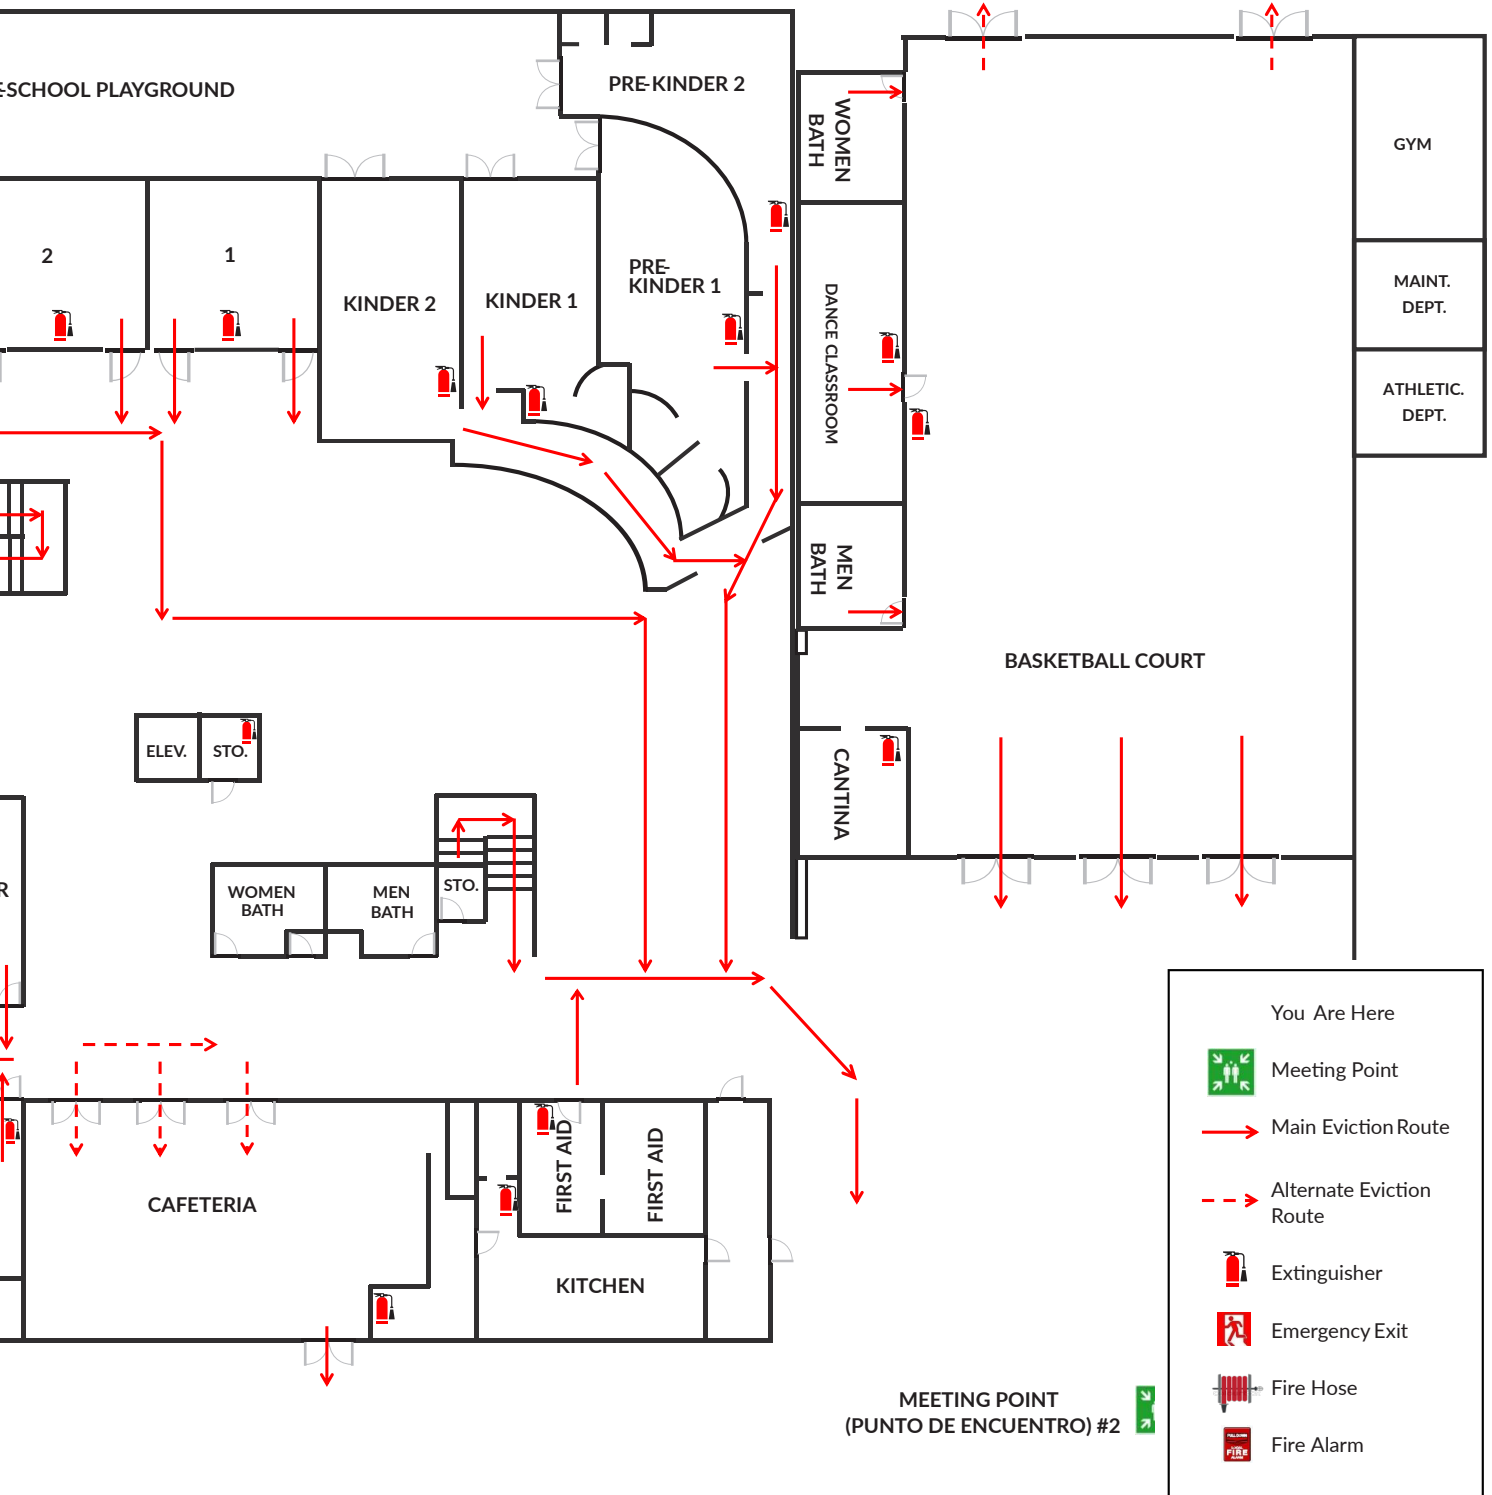 -SCHOOL PLAYGROUND
PRE-KINDER 2
WOMEN
BATH
GYM
2
1
KINDER 2
KINDER 1
PRE-
KINDER 1
DANCE CLASSROOM
MAINT.
DEPT.
ATHLETIC.
DEPT.
MEN
BATH
BASKETBALL COURT
ELEV.
STO.
CANTINA
R
WOMEN
BATH
MEN
BATH
STO.
CAFETERIA
FIRST AID
FIRST AID
KITCHEN
MEETING POINT
(PUNTO DE ENCUENTRO) #2
You Are Here
Meeting Point
Main Eviction Route
Alternate Eviction
Route
Extinguisher
Emergency Exit
Fire Hose
FIRE
Fire Alarm